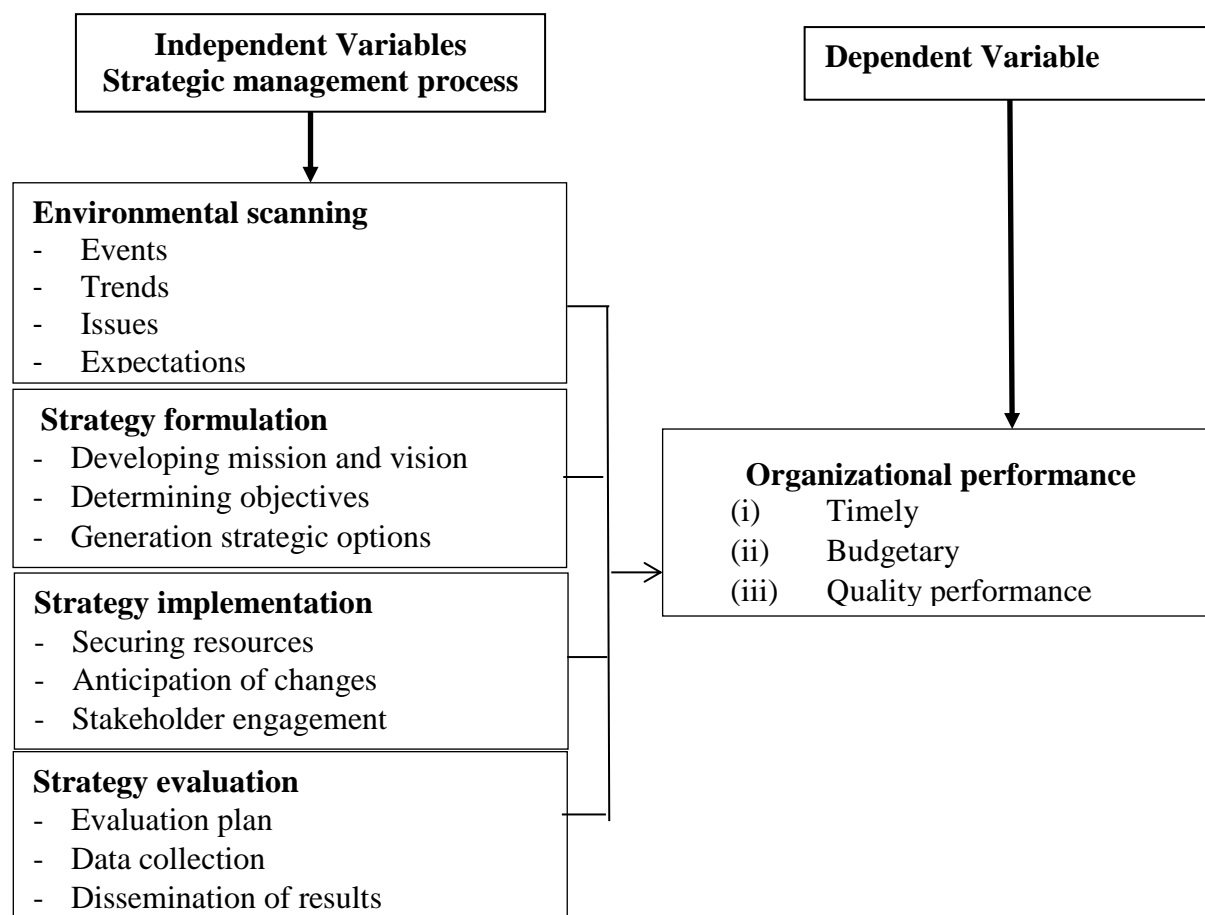 Independent Variables
Strategic management process
Dependent Variable
Environmental scanning
- Events
- Trends
- Issues
- Expectations
Strategy formulation
- Developing mission and vision
- Determining objectives
- Generation strategic options
Strategy implementation
- Securing resources
- Anticipation of changes
- Stakeholder engagement
Strategy evaluation
- Evaluation plan
- Data collection
- Dissemination of results
Organizational performance
(i) Timely
(ii) Budgetary
(iii) Quality performance